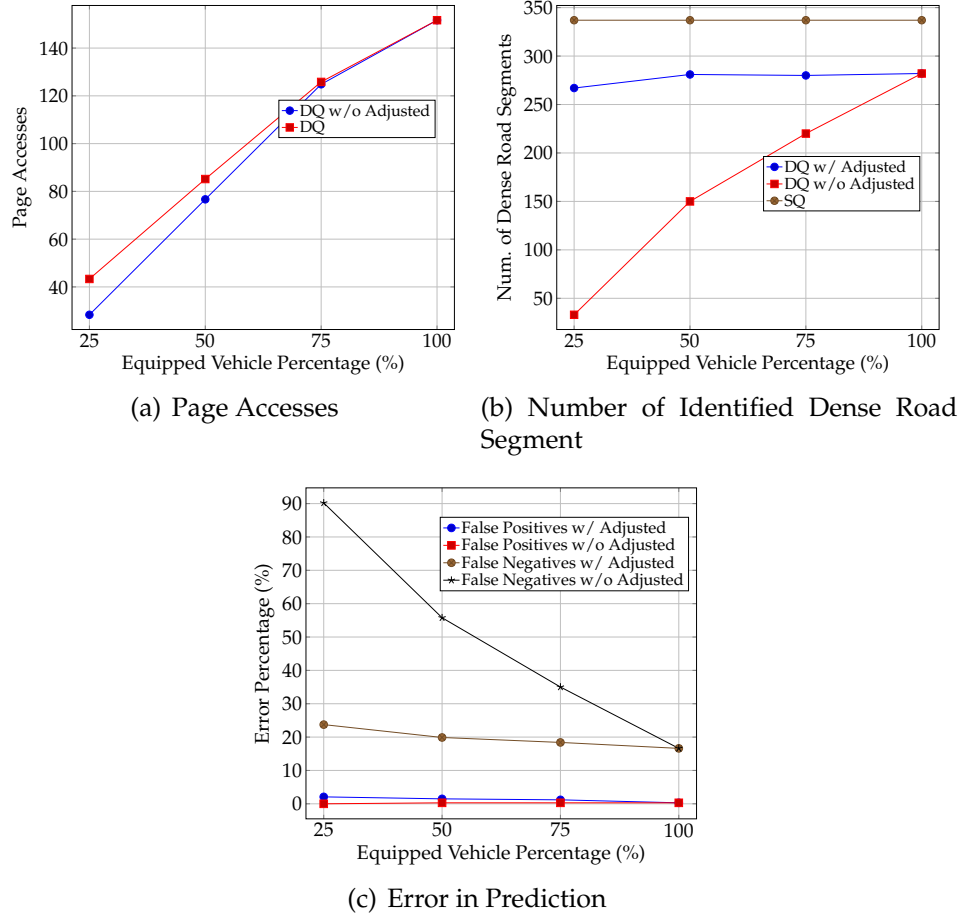 140
120
100
80
60
40
Page Accesses
DQ w/o Adjusted
DQ
25 50 75 100
Equipped Vehicle Percentage (%)
(a) Page Accesses
350
300
250
200
150
100
50
Num. of Dense Road Segments
DQ w/ Adjusted
DQ w/o Adjusted
SQ
25 50 75 100
Equipped Vehicle Percentage (%)
(b) Number of Identified Dense Road
Segment
90
80
70
60
50
40
30
20
10
0
Error Percentage (%)
False Positives w/ Adjusted
False Positives w/o Adjusted
False Negatives w/ Adjusted
False Negatives w/o Adjusted
25 50 75 100
Equipped Vehicle Percentage (%)
(c) Error in Prediction